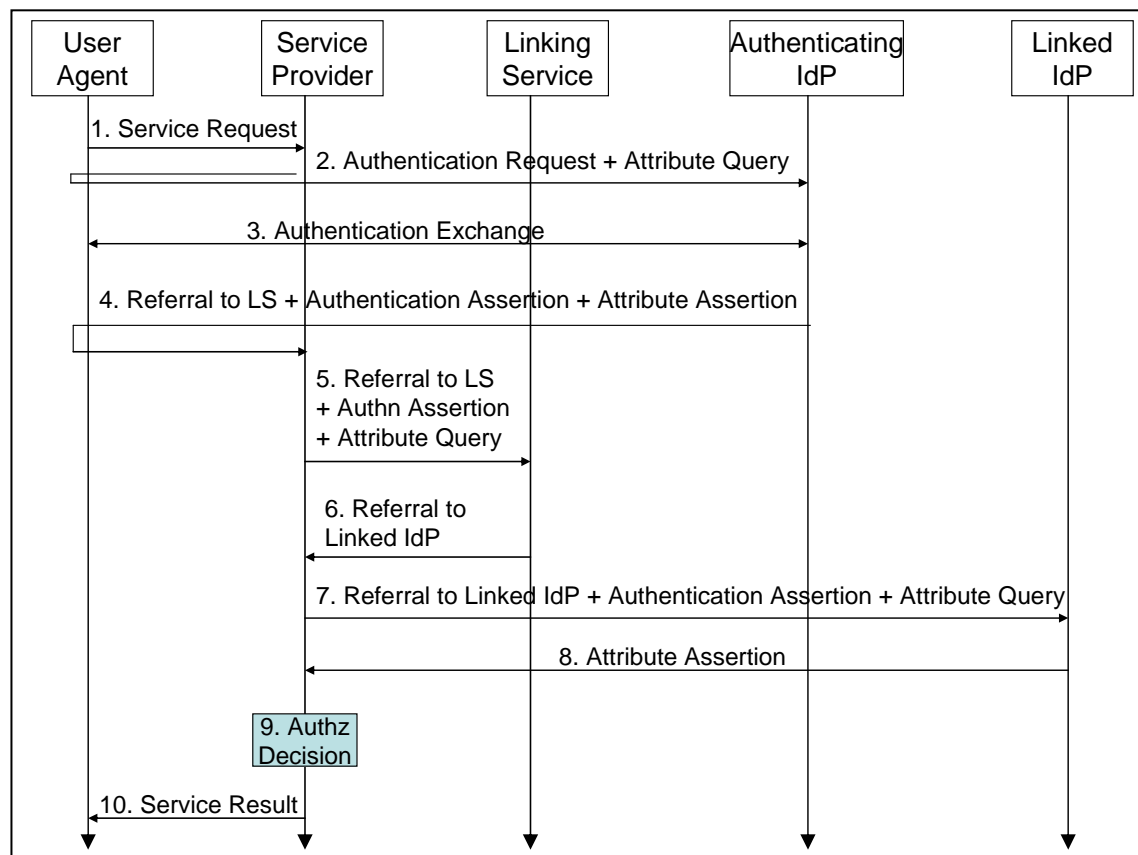 User
Agent
Service
Provider
Linking
Service
Authenticating
IdP
Linked
IdP
1. Service Request
2. Authentication Request + Attribute Query
3. Authentication Exchange
4. Referral to LS + Authentication Assertion + Attribute Assertion
5. Referral to LS
+ Authn Assertion
+ Attribute Query
6. Referral to
Linked IdP
7. Referral to Linked IdP + Authentication Assertion + Attribute Query
8. Attribute Assertion
9. Authz
Decision
10. Service Result